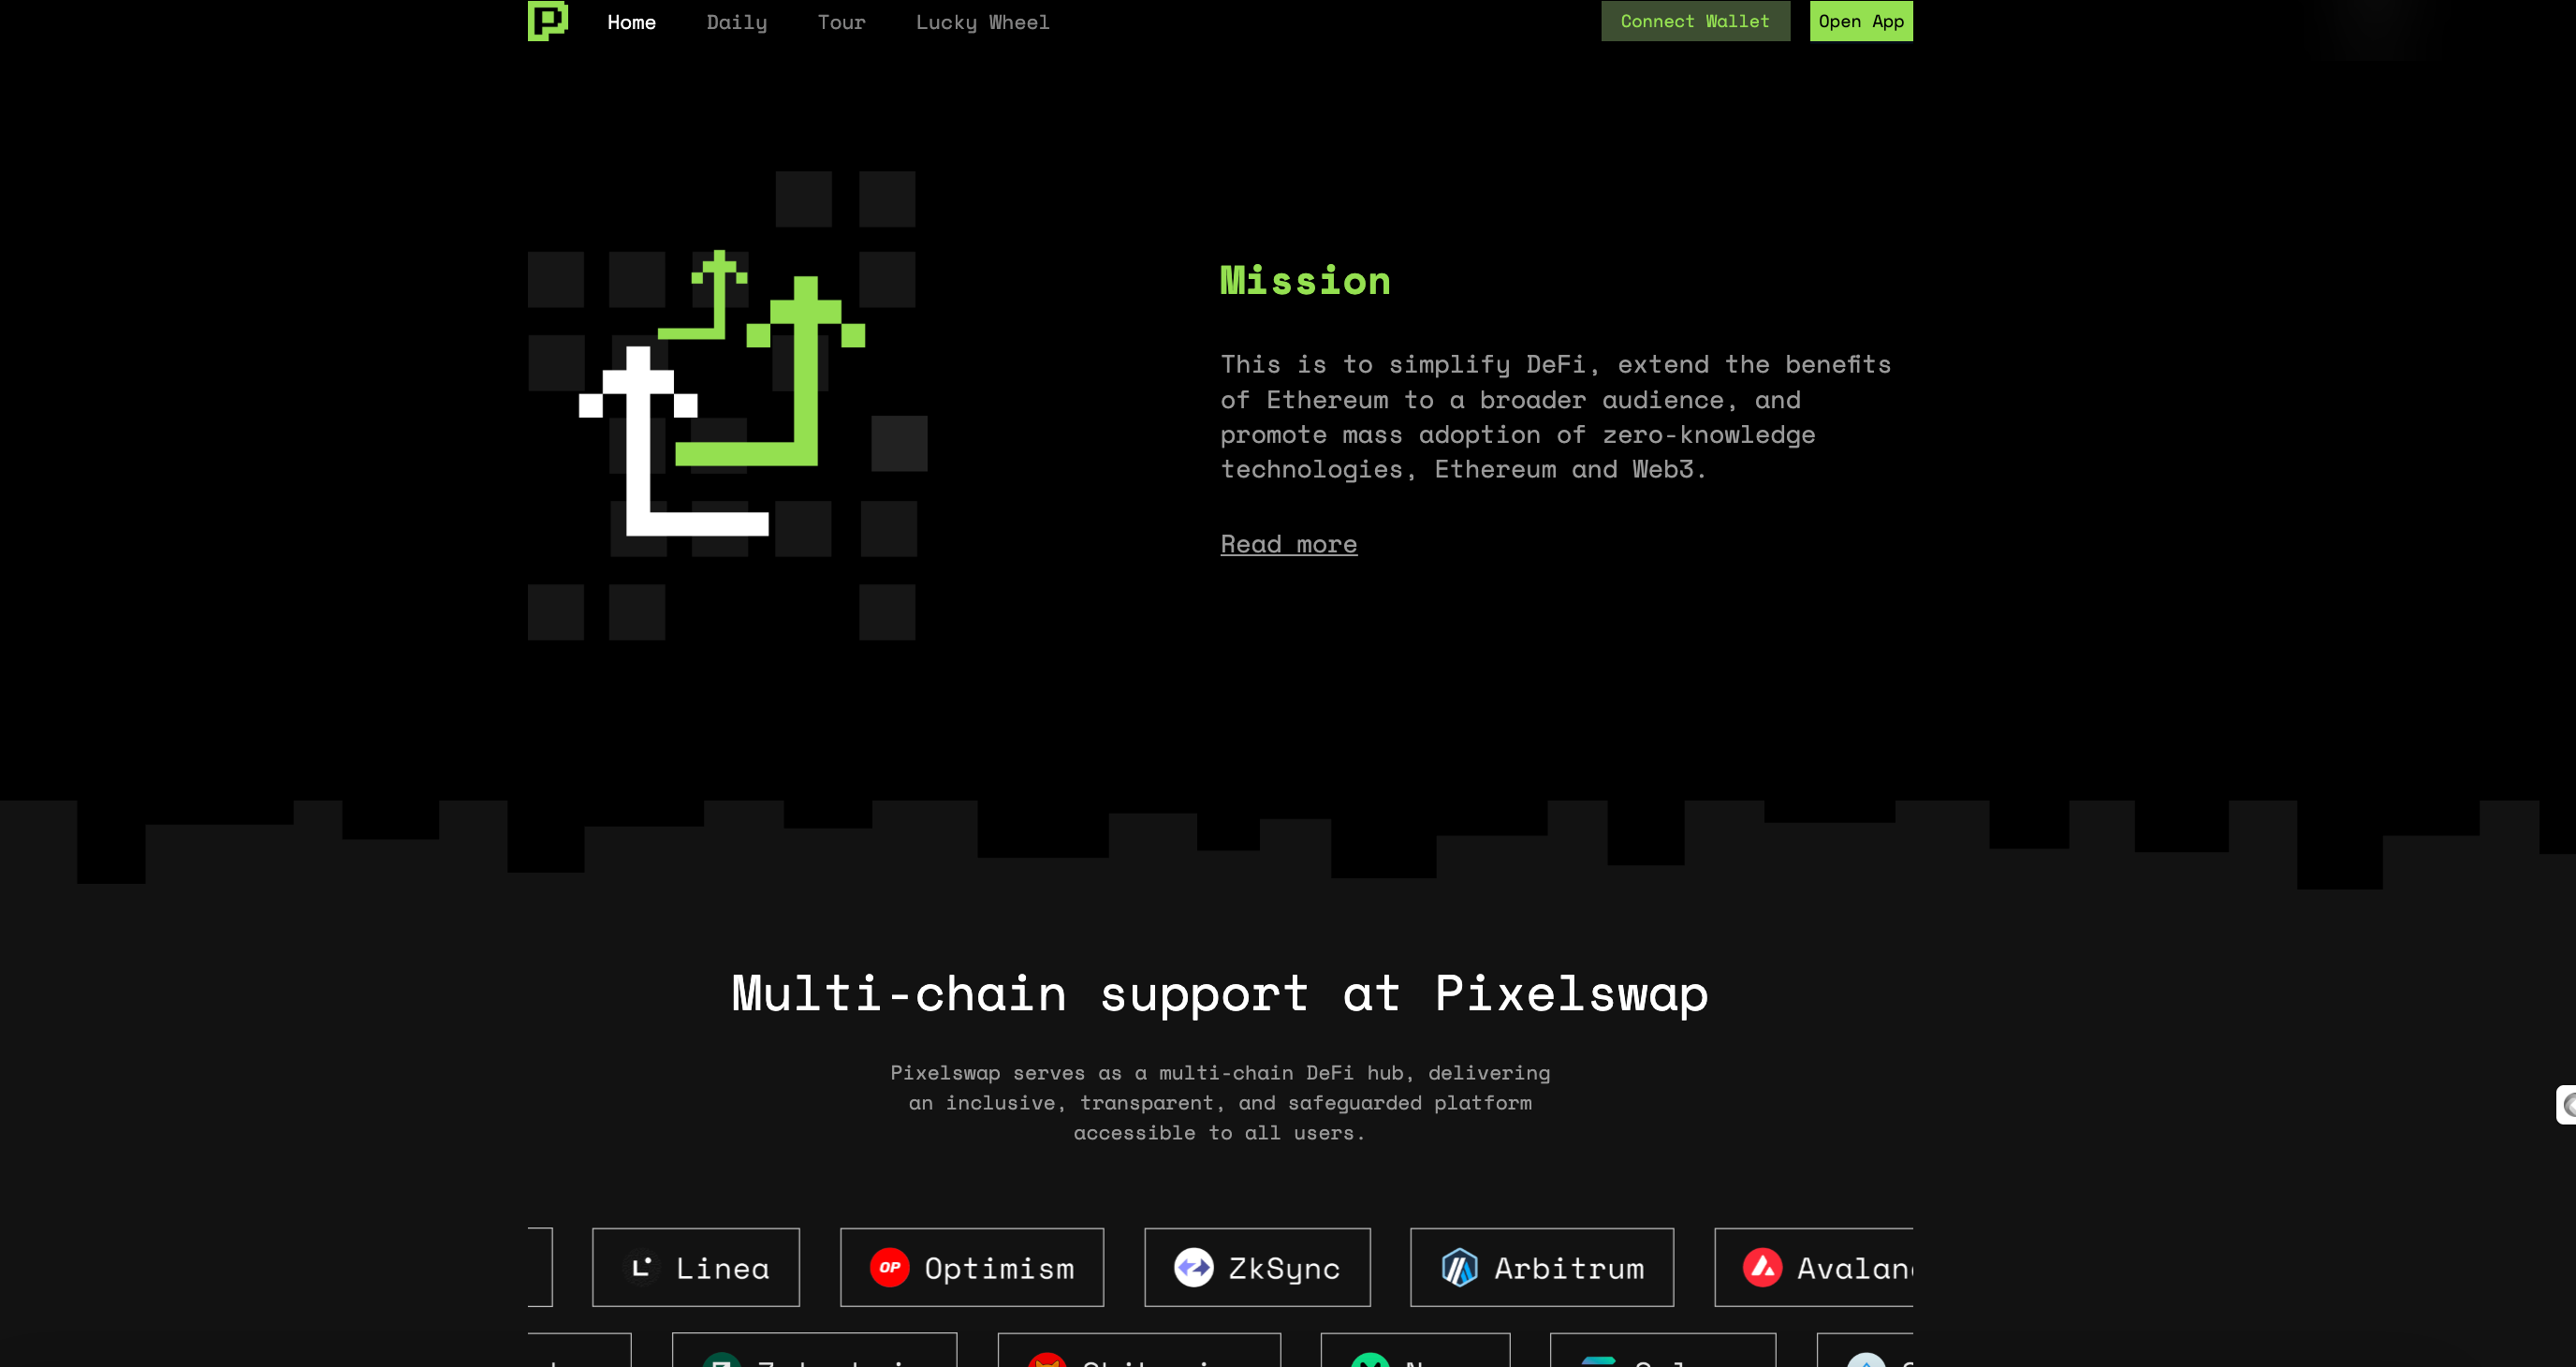 Home Daily Tour Lucky Wheel Connect Wallet Open App
Mission
This is to simplify DeFi, extend the benefits
of Ethereum to a broader audience, and
promote mass adoption of zero-knowledge
technologies, Ethereum and Web3.
Read more
Multi-chain support at Pixelswap
Pixelswap serves as a multi-chain DeFi hub, delivering
an inclusive, transparent, and safeguarded platform
accessible to all users.
Linea OP Optimism ZkSync Arbitrum